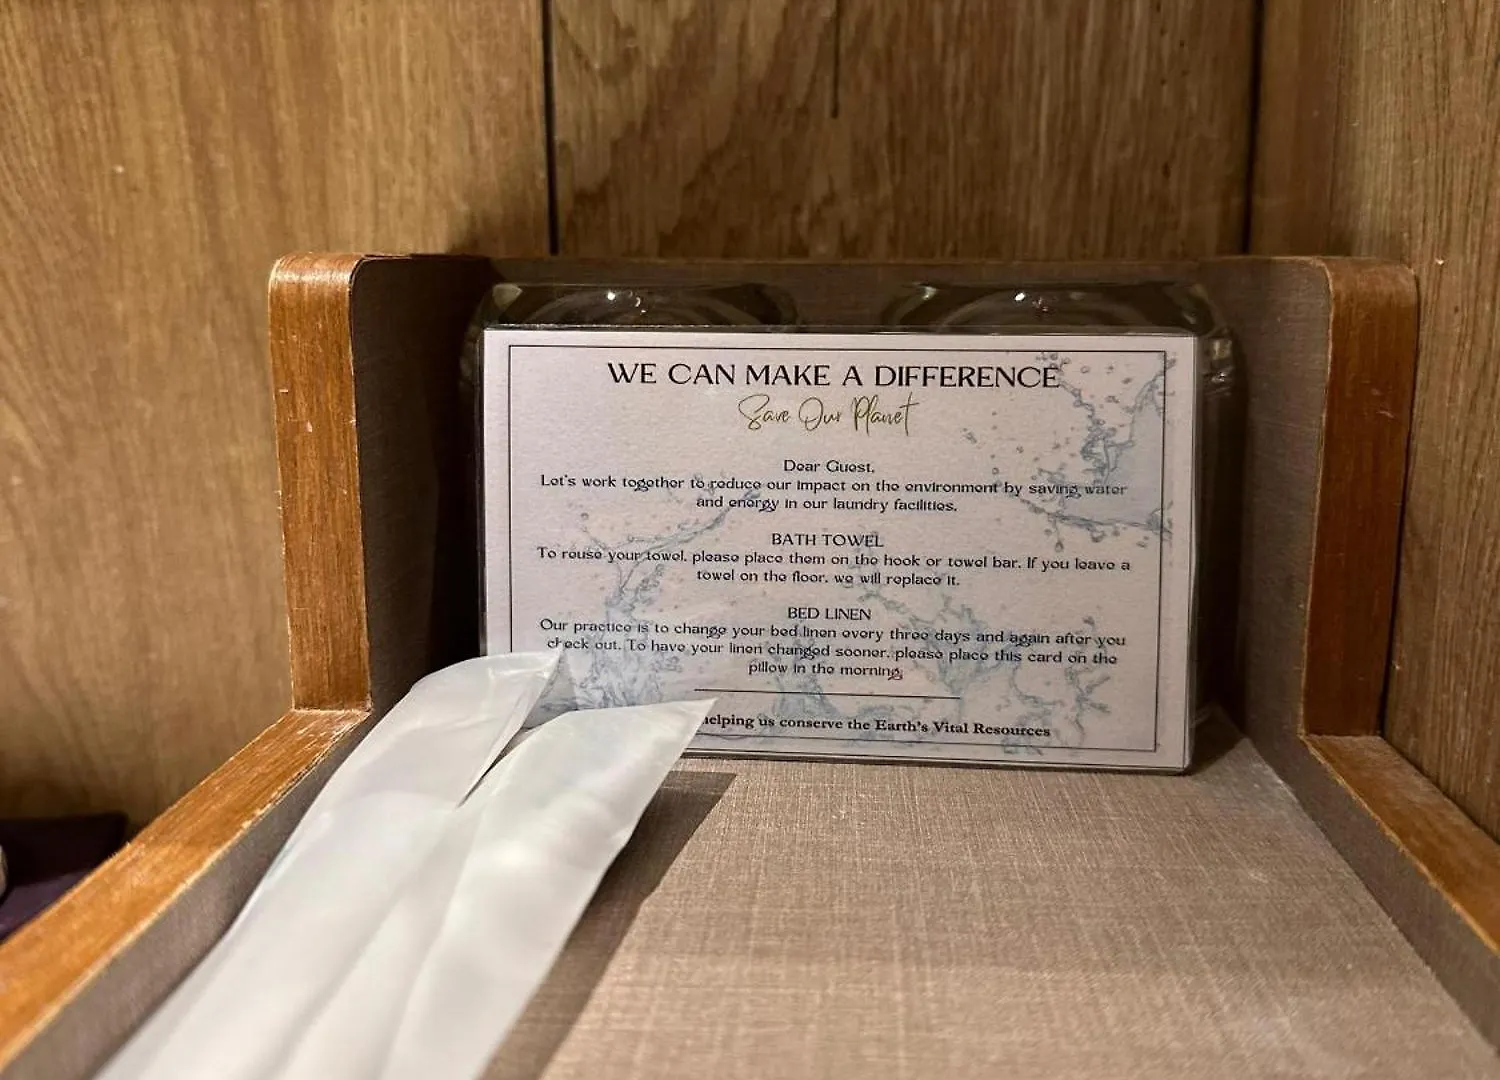 WE CAN MAKE A DIFFERENCE
Save Our Planet
Dear Guest,
Let's work together to reduce our impact on the environment by saving water
and energy in our laundry facilities.
BATH TOWEL
To reuse your towel, please place them on the hook or towel bar. If you leave a
towel on the floor, we will replace it.
BED LINEN
Our practice is to change your bed linen every three days and again after you
check out. To have your linen changed sooner, please place this card on the
pillow in the morning.
helping us conserve the Earth's Vital Resources